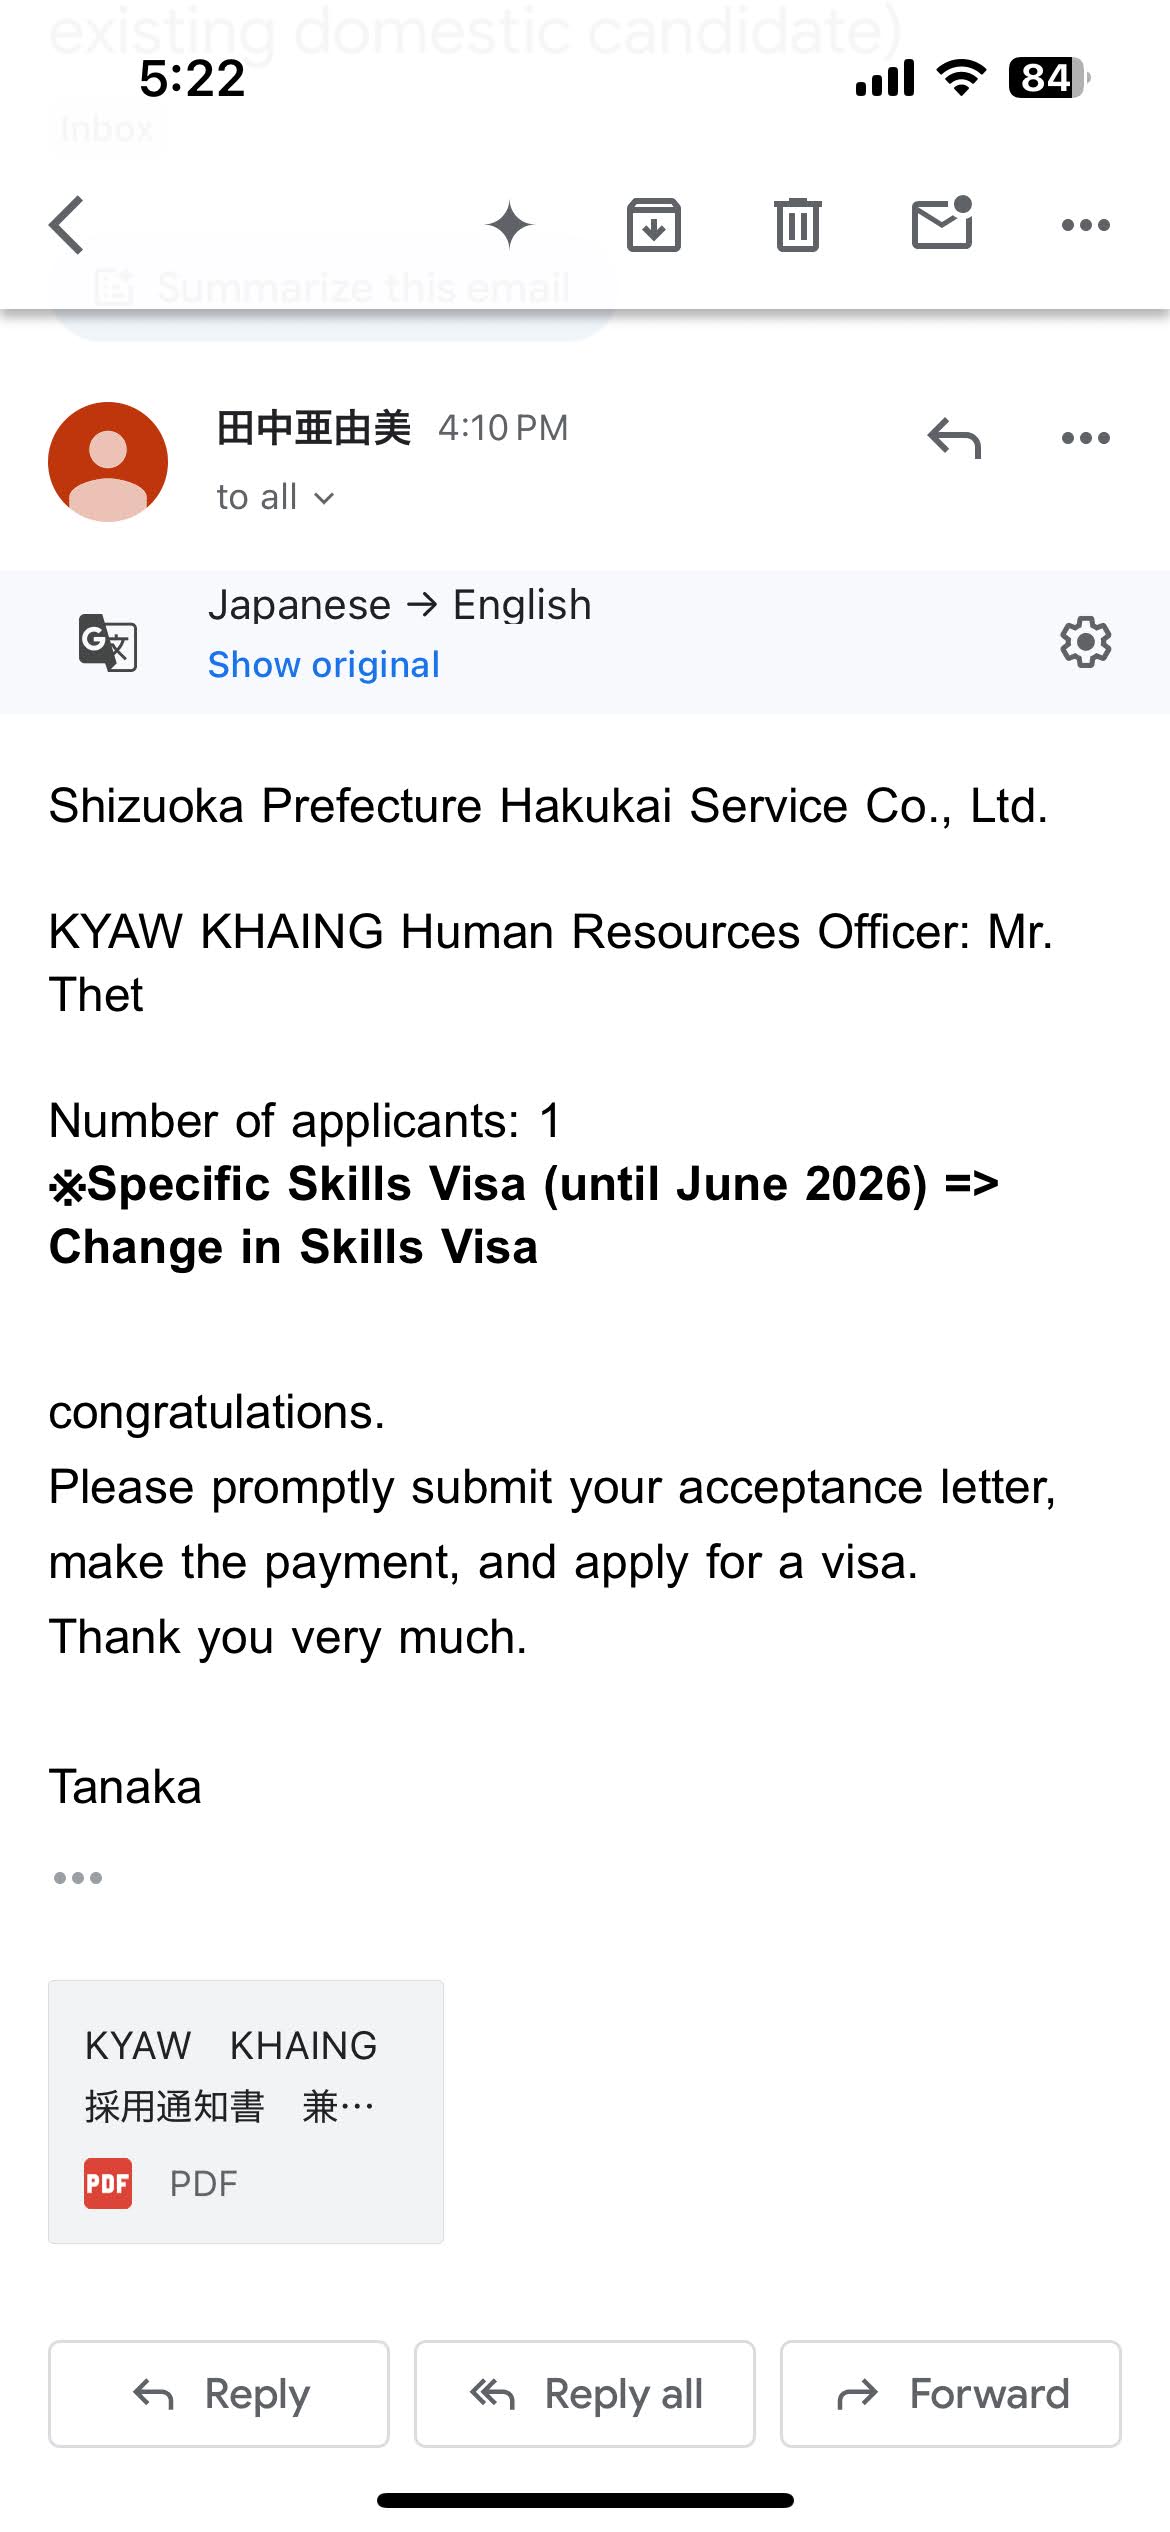 existing domestic candidate)
5:22
84
Inbox
Summarize this email
田中亜由美 4:10 PM
to all
Japanese → English
Show original
Shizuoka Prefecture Hakukai Service Co., Ltd.
KYAW KHAING Human Resources Officer: Mr.
Thet
Number of applicants: 1
※Specific Skills Visa (until June 2026) =>
Change in Skills Visa
congratulations.
Please promptly submit your acceptance letter,
make the payment, and apply for a visa.
Thank you very much.
Tanaka
KYAW　KHAING
採用通知書　兼…
PDF PDF
Reply
Reply all
Forward